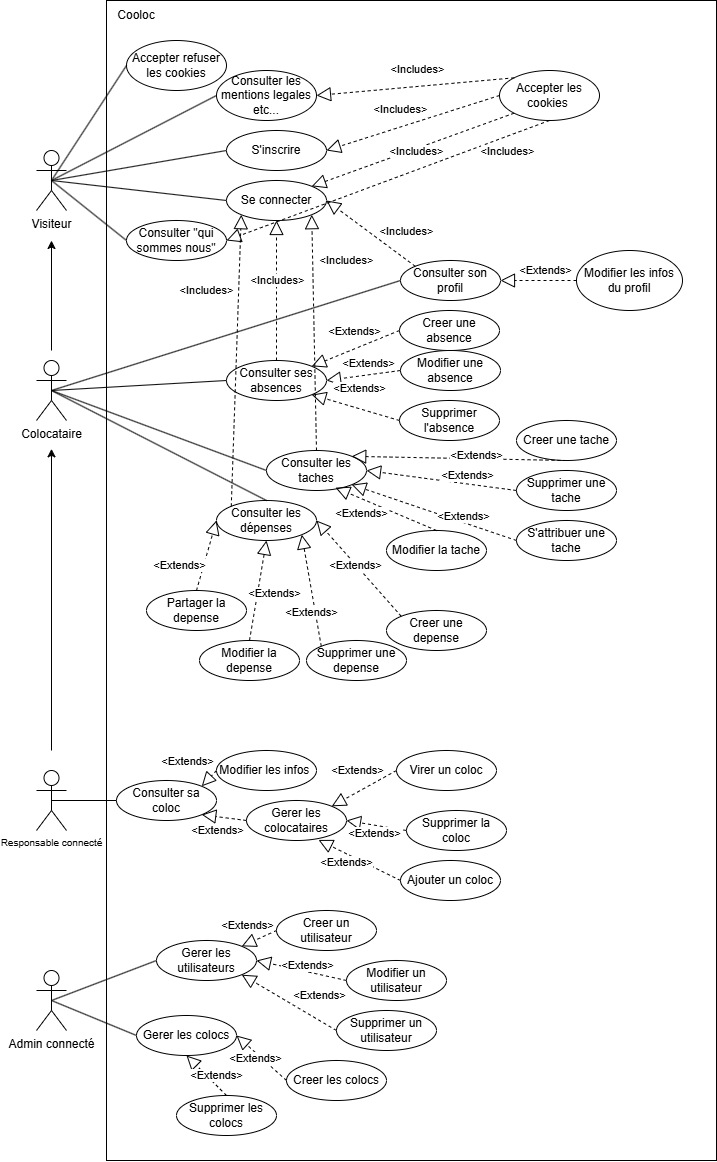 Cooloc
Accepter refuser
les cookies
<Includes>
Consulter les
mentions legales
etc...
Accepter les
cookies
<Includes>
S'inscrire
<Includes>
<Includes>
Se connecter
Visiteur
Consulter "qui
sommes nous"
<Includes>
<Includes>
<Includes>
<Includes>
Consulter son
profil
<Extends>
Modifier les infos
du profil
Creer une
absence
<Extends>
Consulter ses
absences
<Extends>
Modifier une
absence
<Extends>
Supprimer
l'absence
Colocataire
Creer une tache
<Extends>
Consulter les
taches
<Extends>
Supprimer une
tache
<Extends>
<Extends>
S'attribuer une
tache
Modifier la tache
Consulter les
dépenses
<Extends>
<Extends>
<Extends>
<Extends>
Partager la
depense
Creer une
depense
Modifier la
depense
Supprimer une
depense
<Extends>
Modifier les infos
<Extends>
Virer un coloc
Consulter sa
coloc
<Extends>
Gerer les
colocataires
<Extends>
Supprimer la
coloc
Responsable connecté
<Extends>
Ajouter un coloc
<Extends>
Creer un
utilisateur
Gerer les
utilisateurs
<Extends>
Modifier un
utilisateur
<Extends>
Supprimer un
utilisateur
Admin connecté
Gerer les colocs
<Extends>
<Extends>
Creer les colocs
Supprimer les
colocs